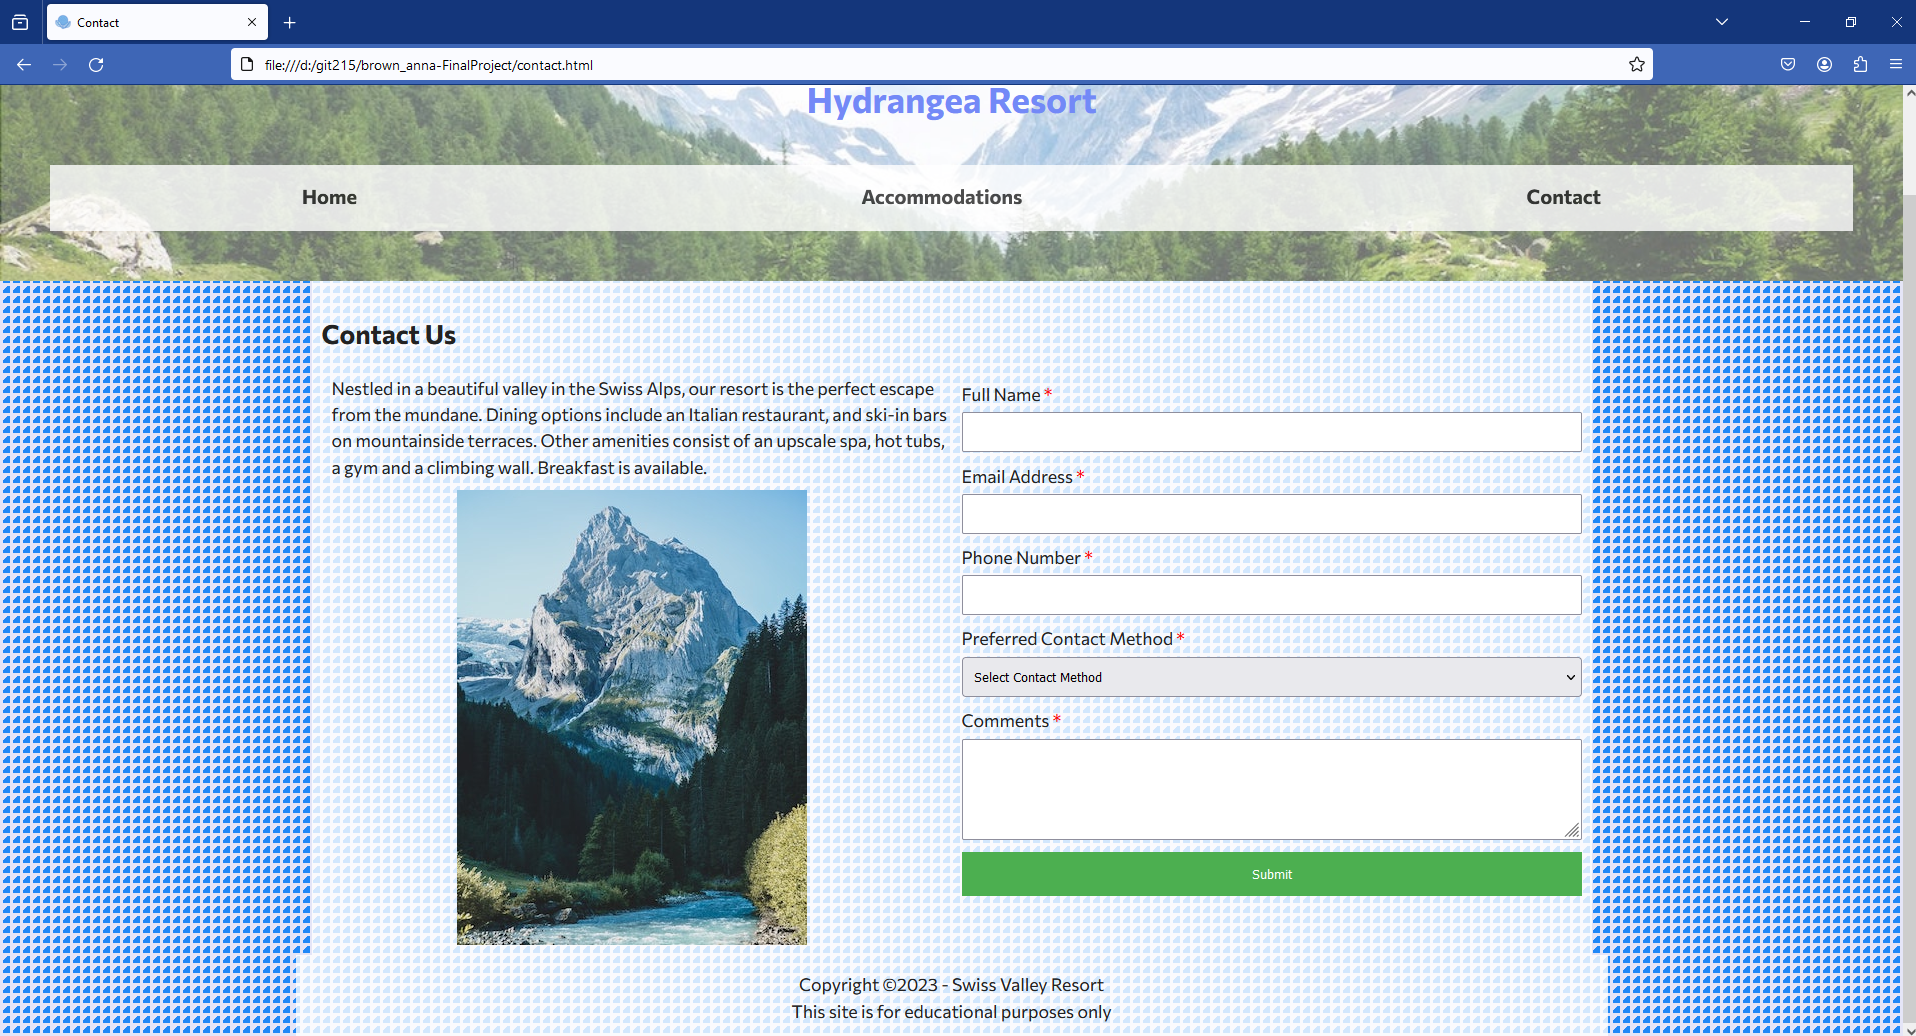 Contact
file:///d:/git215/brown_anna-FinalProject/contact.html
Hydrangea Resort
Home Accommodations Contact
Contact Us
Nestled in a beautiful valley in the Swiss Alps, our resort is the perfect escape
from the mundane. Dining options include an Italian restaurant, and ski-in bars
on mountainside terraces. Other amenities consist of an upscale spa, hot tubs,
a gym and a climbing wall. Breakfast is available.
Full Name *
Email Address *
Phone Number *
Preferred Contact Method *
Select Contact Method
Comments *
Submit
Copyright ©2023 - Swiss Valley Resort
This site is for educational purposes only